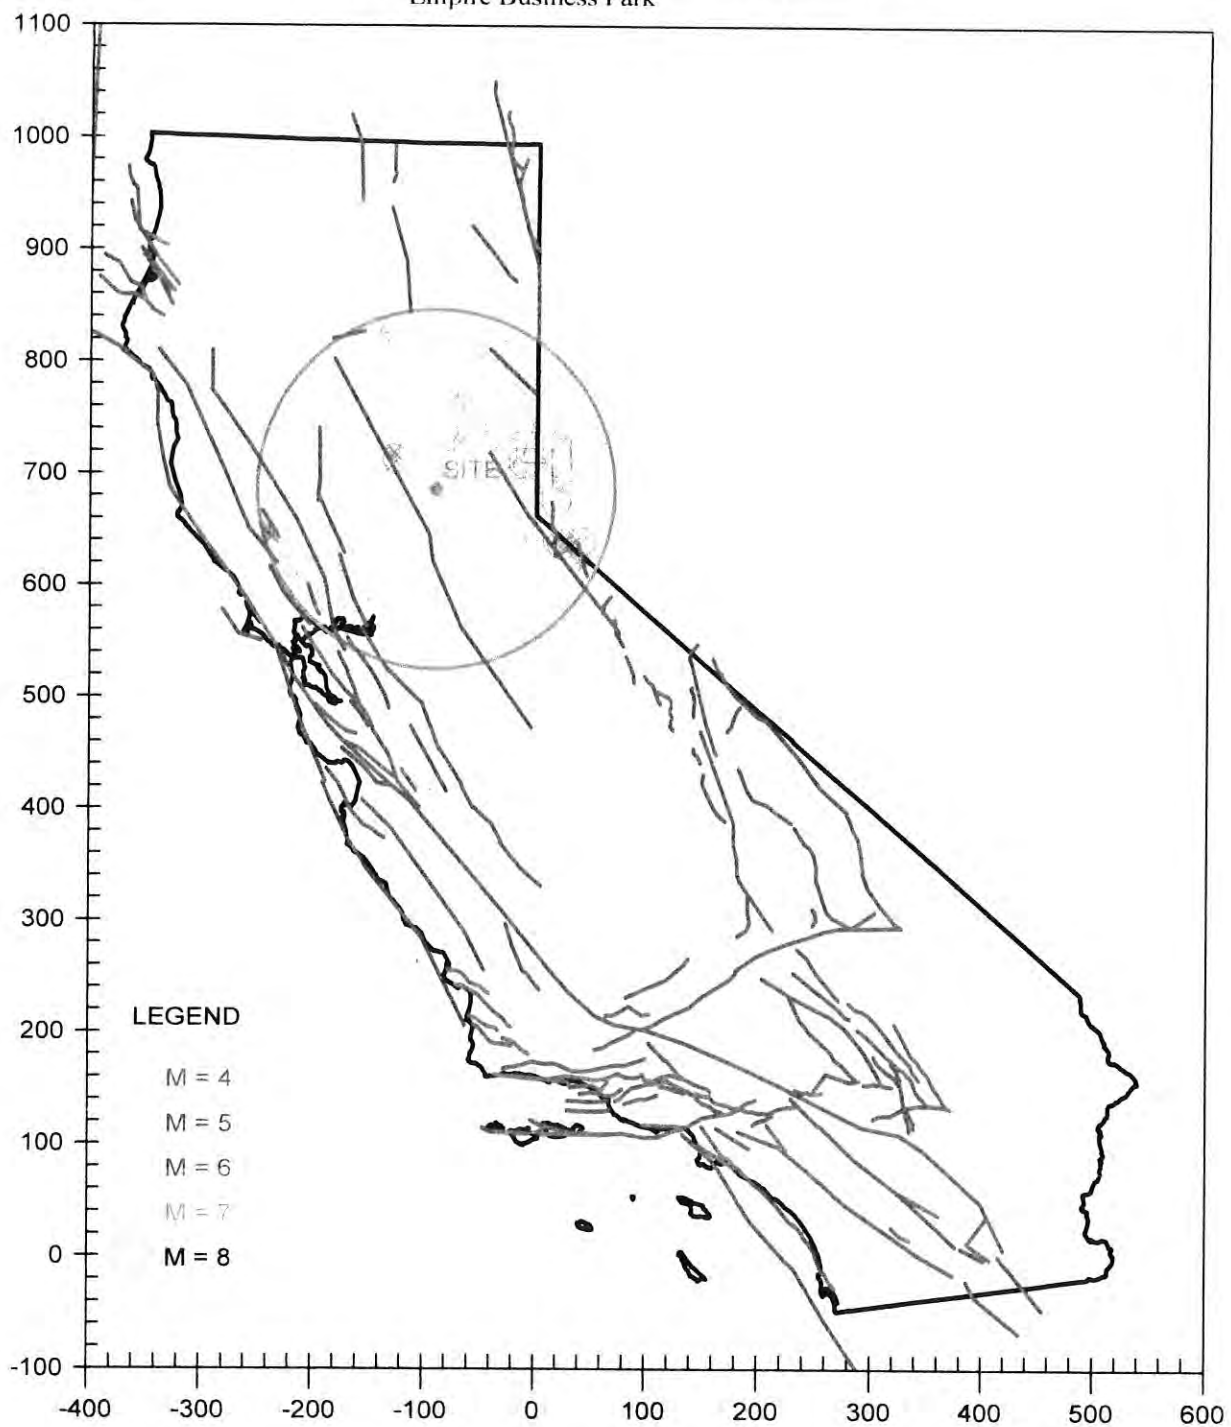 Empire Business Park
1100
1000
900
800
SITE
700
600
500
400
300
LEGEND
200
M = 4
M = 5
100
M = 6
M = 7
0
M = 8
-100
-400 -300 -200 -100 0 100 200 300 400 500 600